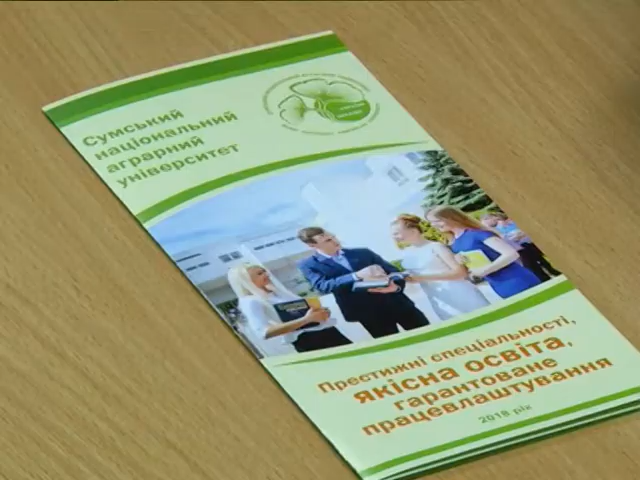 Сумський
національний
аграрний
університет
Престижні спеціальності,
якісна освіта,
гарантоване
працевлаштування
2018 рік